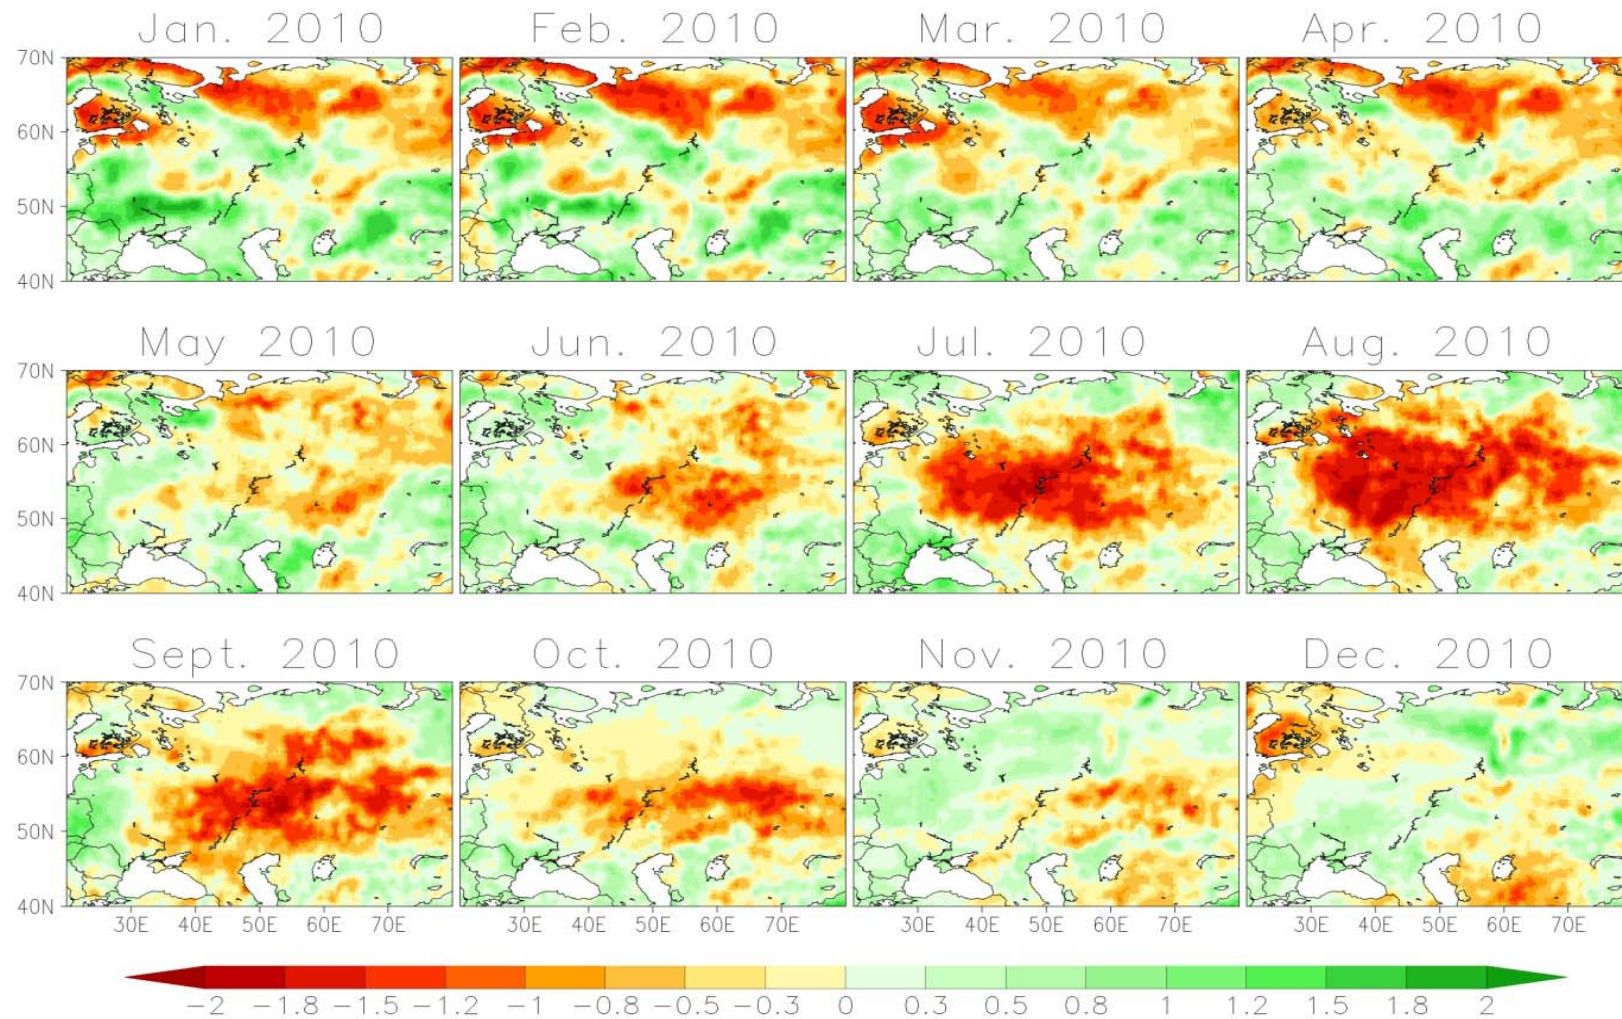 Jan. 2010 Feb. 2010 Mar. 2010 Apr. 2010
70N
60N
50N
40N
May 2010 Jun. 2010 Jul. 2010 Aug. 2010
70N
60N
50N
40N
Sept. 2010 Oct. 2010 Nov. 2010 Dec. 2010
70N
60N
50N
40N
30E 40E 50E 60E 70E 30E 40E 50E 60E 70E 30E 40E 50E 60E 70E 30E 40E 50E 60E 70E
-2 -1.8 -1.5 -1.2 -1 -0.8 -0.5 -0.3 0 0.3 0.5 0.8 1 1.2 1.5 1.8 2